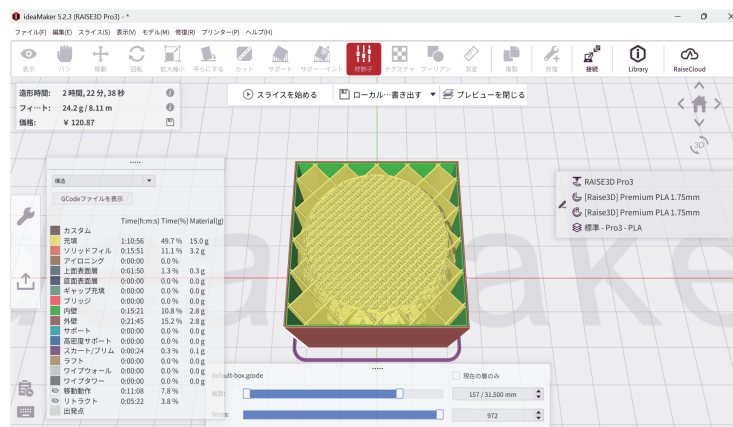 ideaMaker 5.2.3 (RAISE3D Pro3) - *
ファイル(F) 編集(E) スライス(S) 表示(V) モデル(M) 修復(R) プリンター(P) ヘルプ(H)
表示 パン 移動 回転 拡大縮小 平らにする カット サポート サポー…イント 修飾子 テクスチャ ブーリアン 測定 複製 修復 接続 Library RaiseCloud
造形時間: 2 時間, 22 分, 38 秒
フィ…ト: 24.2 g / 8.11 m
価格: ¥ 120.87
スライスを始める ローカル…書き出す プレビューを閉じる
3D
RAISE3D Pro3
[Raise3D] Premium PLA 1.75mm
[Raise3D] Premium PLA 1.75mm
標準 - Pro3 - PLA
構造
GCodeファイルを表示
Time(h:m:s) Time(%) Material(g)
カスタム
充填 1:10:56 49.7 % 15.0 g
ソリッドフィル 0:15:51 11.1 % 3.2 g
アイロニング 0:00:00 0.0 %
上面表面層 0:01:50 1.3 % 0.3 g
底面表面層 0:00:00 0.0 % 0.0 g
ギャップ充填 0:00:00 0.0 % 0.0 g
ブリッジ 0:00:00 0.0 % 0.0 g
内壁 0:15:21 10.8 % 2.8 g
外壁 0:21:45 15.2 % 2.8 g
サポート 0:00:00 0.0 % 0.0 g
高密度サポート 0:00:00 0.0 % 0.0 g
スカート/ブリム 0:00:24 0.3 % 0.1 g
ラフト 0:00:00 0.0 % 0.0 g
ワイプウォール 0:00:00 0.0 % 0.0 g
ワイプタワー 0:00:00 0.0 % 0.0 g
移動動作 0:11:08 7.8 %
リトラクト 0:05:22 3.8 %
出発点
default-box.gcode
現在の層のみ
157 / 31.500 mm
Steps:
972